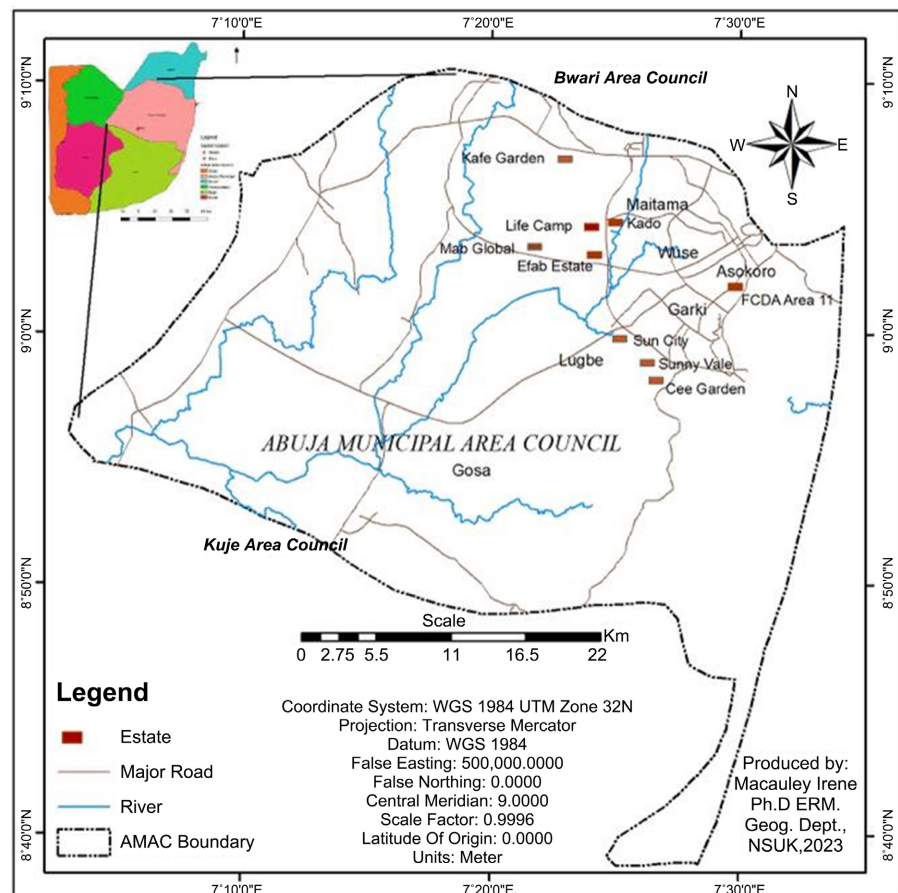 7°10'0"E
7°20'0"E
7°30'0"E
9°10'0"N
9°10'0"N
Bwari Area Council
N
W
E
S
Legend
Kafe Garden
Maitama
Life Camp
Kado
Mab Global
Wuse
Efab Estate
Asokoro
FCDA Area 11
Garki
9°0'0"N
9°0'0"N
Sun City
Lugbe
Sunny Vale
Cee Garden
ABUJA MUNICIPAL AREA COUNCIL
Gosa
Kuje Area Council
8°50'0"N
8°50'0"N
Scale
Km
0 2.75 5.5 11 16.5 22
Legend
Estate
Major Road
River
AMAC Boundary
Coordinate System: WGS 1984 UTM Zone 32N
Projection: Transverse Mercator
Datum: WGS 1984
False Easting: 500,000.0000
False Northing: 0.0000
Central Meridian: 9.0000
Scale Factor: 0.9996
Latitude Of Origin: 0.0000
Units: Meter
Produced by:
Macauley Irene
Ph.D ERM.
Geog. Dept.,
NSUK,2023
8°40'0"N
8°40'0"N
7°10'0"E
7°20'0"E
7°30'0"E